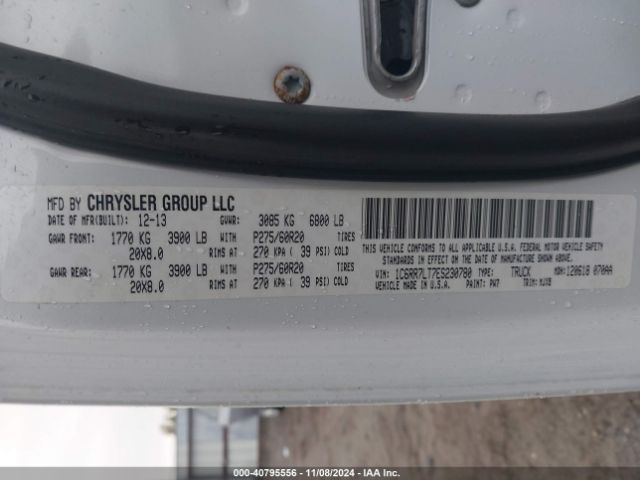 MFD BY CHRYSLER GROUP LLC
DATE OF MFR(BUILT): 12-13 GVWR: 3085 KG 6800 LB
GAWR FRONT: 1770 KG 3900 LB WITH P275/60R20 TIRES
20X8.0 RIMS AT 270 KPA ( 39 PSI) COLD
GAWR REAR: 1770 KG 3900 LB WITH P275/60R20 TIRES
20X8.0 RIMS AT 270 KPA ( 39 PSI) COLD
THIS VEHICLE CONFORMS TO ALL APPLICABLE U.S.A. FEDERAL MOTOR VEHICLE SAFETY
STANDARDS IN EFFECT ON THE DATE OF MANUFACTURE SHOWN ABOVE.
VIN: 1C6RR7LT7ES230780 TYPE: TRUCK MDH: 120618 070AA
VEHICLE MADE IN U.S.A. PAINT: PW7 TRIM:
000-40795556 | 11/08/2024 | IAA Inc.